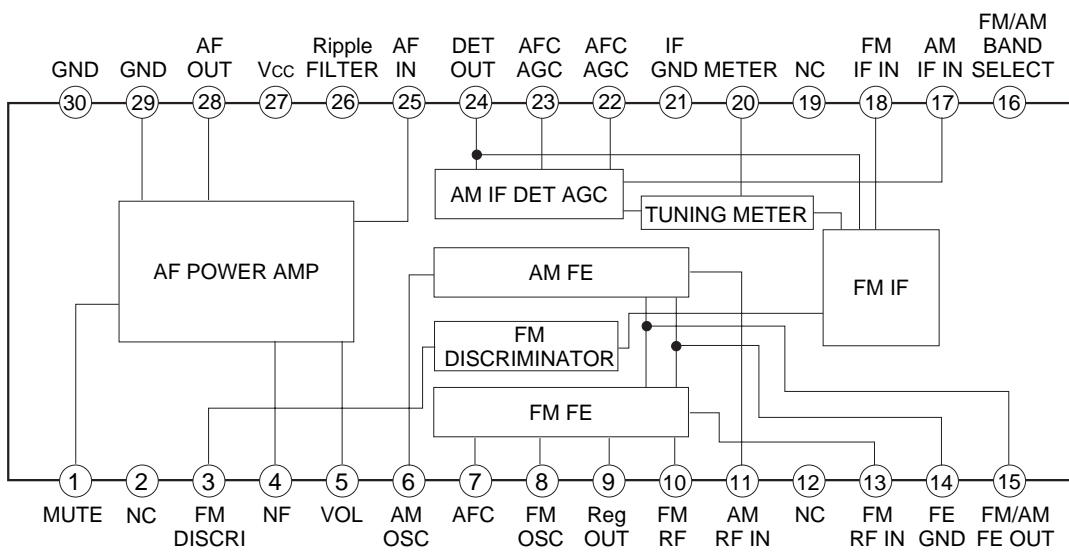 GND
GND
AF
OUT
Vcc
Ripple
FILTER
AF
IN
DET
OUT
AFC
AGC
AFC
AGC
IF
GND
METER
NC
FM
IF IN
AM
IF IN
FM/AM
BAND
SELECT
30
29
28
27
26
25
24
23
22
21
20
19
18
17
16
AM IF DET AGC
TUNING METER
AF POWER AMP
AM FE
FM IF
FM
DISCRIMINATOR
FM FE
1
2
3
4
5
6
7
8
9
10
11
12
13
14
15
MUTE
NC
FM
DISCRI
NF
VOL
AM
OSC
AFC
FM
OSC
Reg
OUT
FM
RF
AM
RF IN
NC
FM
RF IN
FE
GND
FM/AM
FE OUT